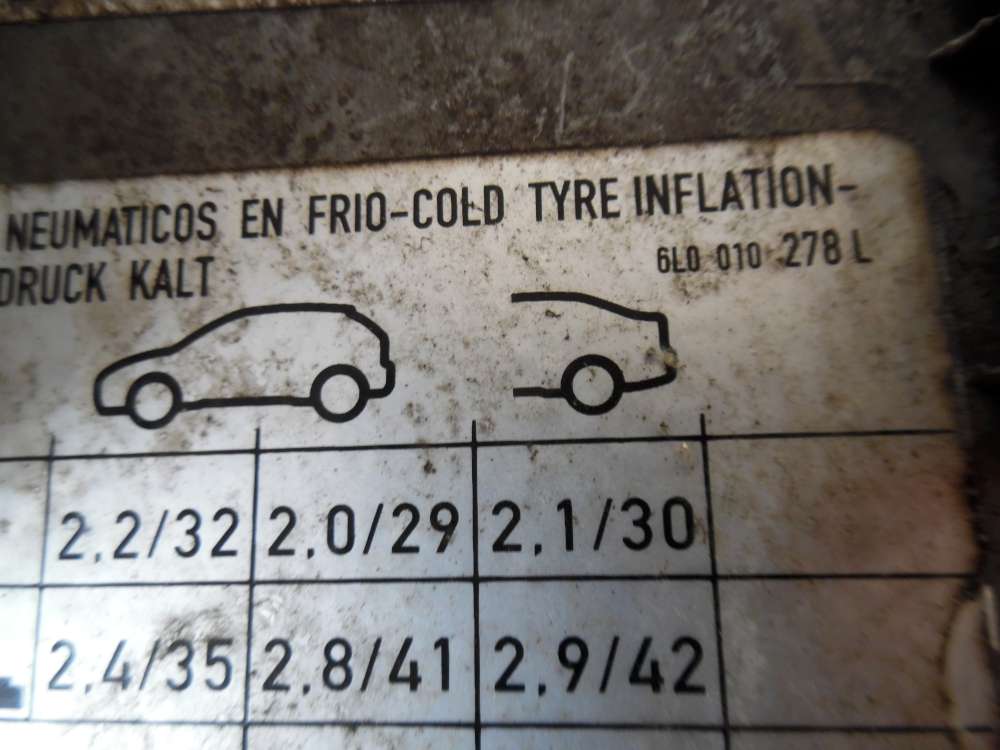 NEUMATICOS EN FRIO-COLD TYRE INFLATION-
DRUCK KALT
6L0 010 278 L
2.2/32 2.0/29 2.1/30
2.4/35 2.8/41 2.9/42